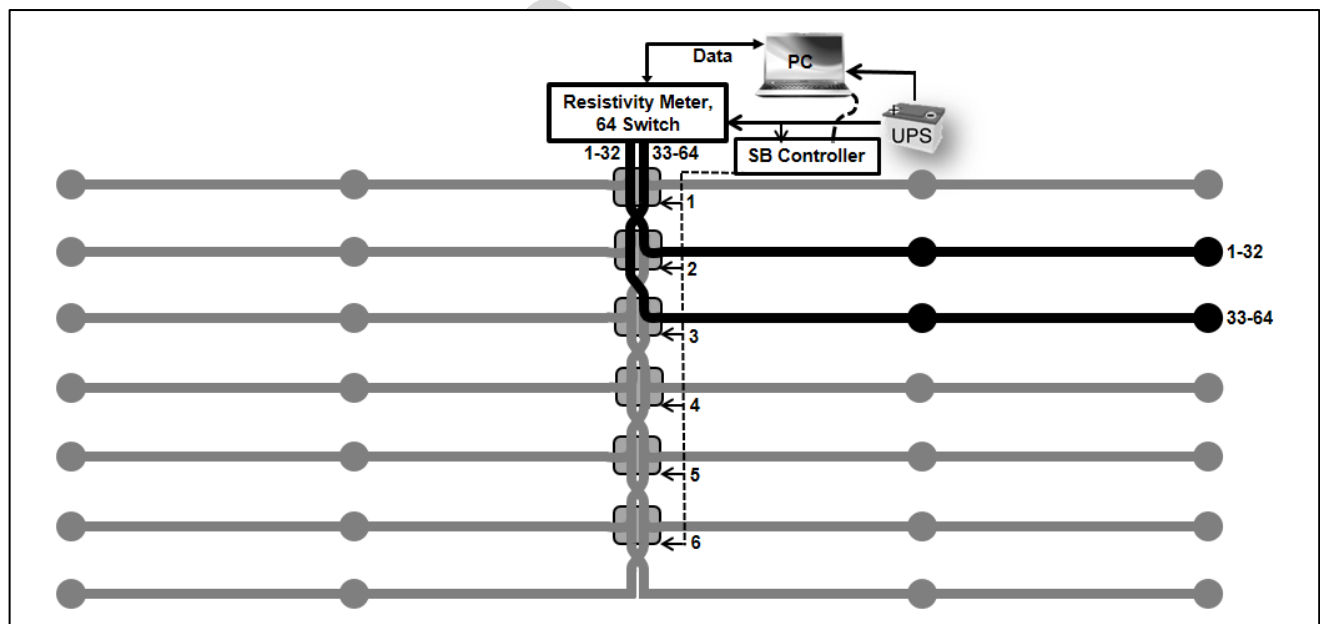 Data
PC
Resistivity Meter,
64 Switch
UPS
SB Controller
1-32
33-64
1
2
1-32
3
33-64
4
5
6